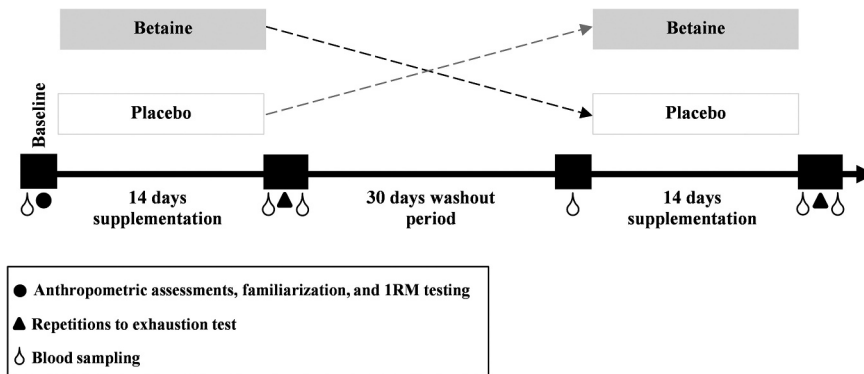 Betaine
Betaine
Placebo
Placebo
Baseline
14 days
supplementation
30 days washout
period
14 days
supplementation
Anthropometric assessments, familiarization, and 1RM testing
Repetitions to exhaustion test
Blood sampling